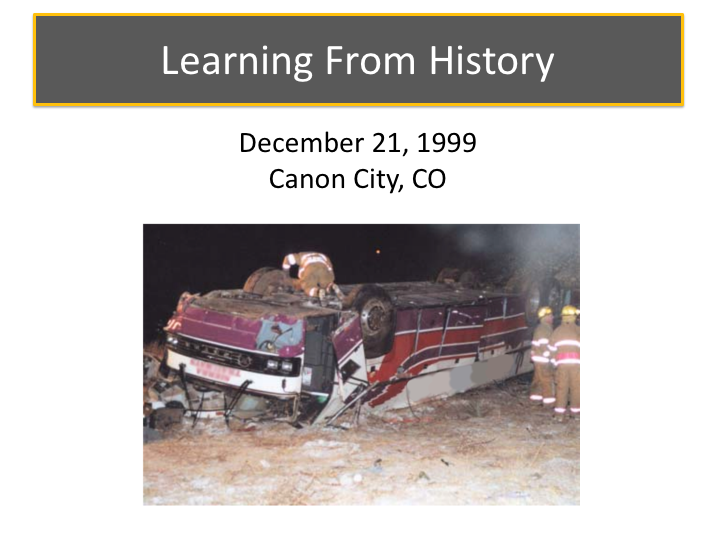 Learning From History
December 21, 1999
Canon City, CO